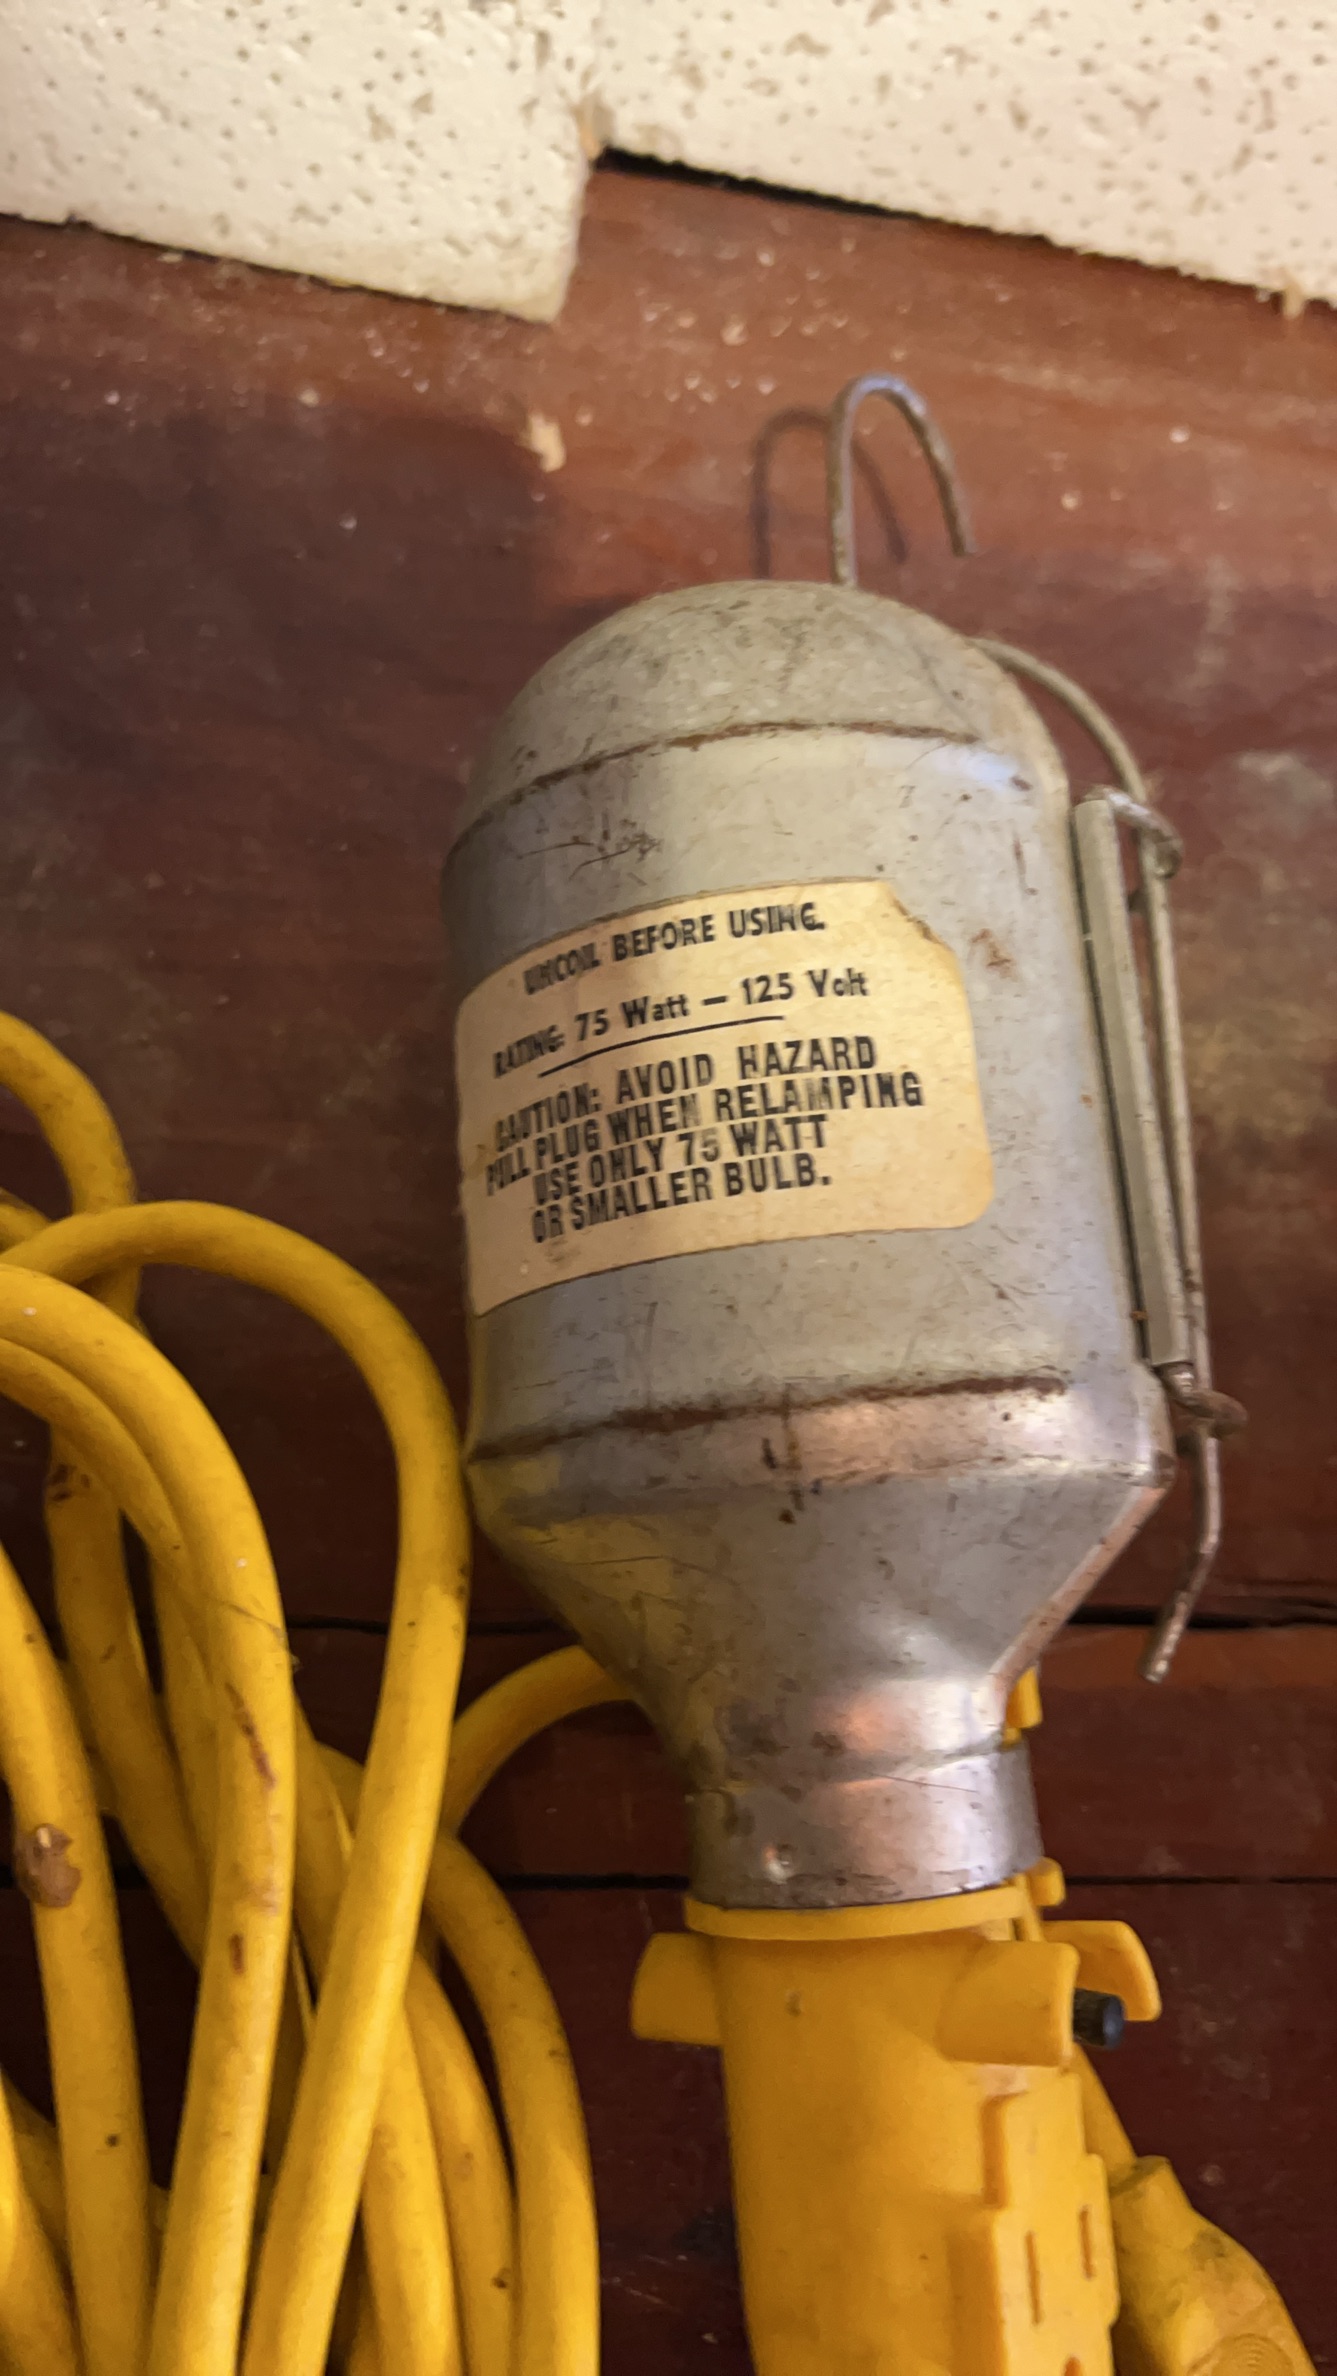 UNCOIL BEFORE USING.
RATING: 75 Watt — 125 Volt
CAUTION: AVOID HAZARD
PULL PLUG WHEN RELAMPING
USE ONLY 75 WATT
OR SMALLER BULB.